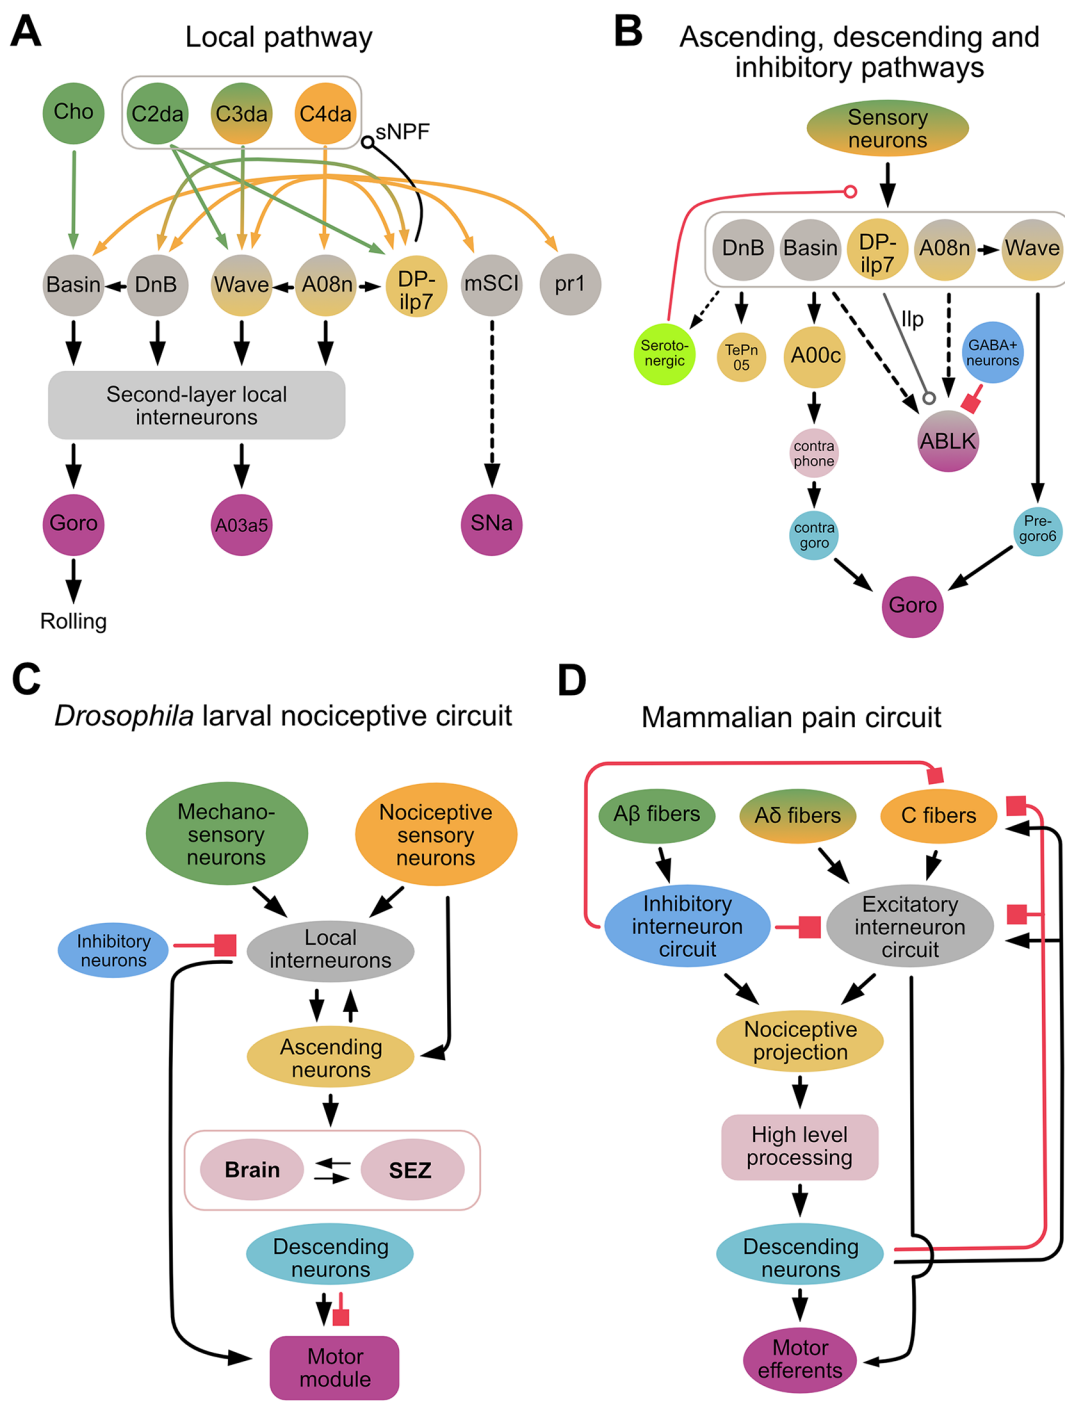 A
Local pathway
Cho
C2da
C3da
C4da
sNPF
Basin
DnB
Wave
A08n
DP-
ilp7
mSCI
pr1
Second-layer local
interneurons
Goro
A03a5
SNa
Rolling
B
Ascending, descending and
inhibitory pathways
Sensory
neurons
DnB
Basin
DP-
ilp7
A08n
Wave
Seroto-
nergic
TePn
05
A00c
Ilp
GABA+
neurons
ABLK
contra
phone
contra
goro
Pre-
goro6
Goro
C
Drosophila larval nociceptive circuit
Mechano-
sensory
neurons
Nociceptive
sensory
neurons
Inhibitory
neurons
Local
interneurons
Ascending
neurons
Brain
SEZ
Descending
neurons
Motor
module
D
Mammalian pain circuit
Aβ fibers
Aδ fibers
C fibers
Inhibitory
interneuron
circuit
Excitatory
interneuron
circuit
Nociceptive
projection
High level
processing
Descending
neurons
Motor
efferents